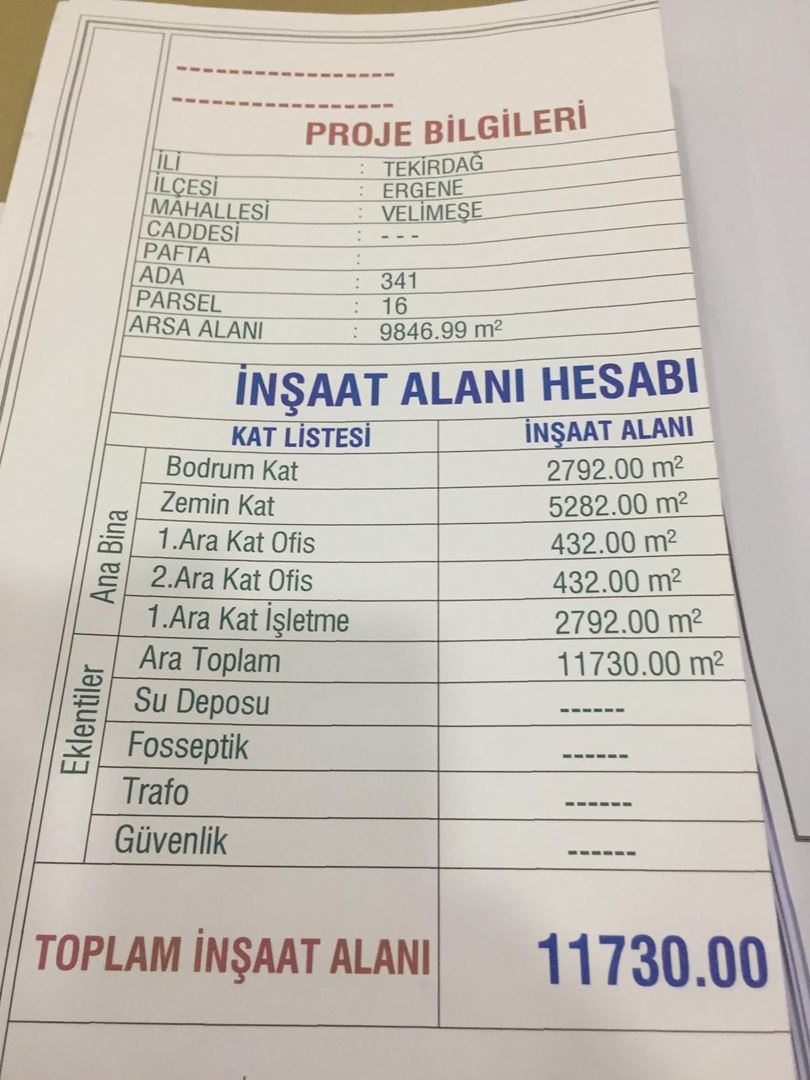 -----------------
-----------------
PROJE BİLGİLERİ
İLİ : TEKİRDAĞ
İLÇESİ : ERGENE
MAHALLESİ : VELİMEŞE
CADDESİ : ---
PAFTA :
ADA : 341
PARSEL : 16
ARSA ALANI : 9846.99 m²
İNŞAAT ALANI HESABI
KAT LİSTESİ İNŞAAT ALANI
Ana Bina
Bodrum Kat 2792.00 m²
Zemin Kat 5282.00 m²
1.Ara Kat Ofis 432.00 m²
2.Ara Kat Ofis 432.00 m²
1.Ara Kat İşletme 2792.00 m²
Eklentiler
Ara Toplam 11730.00 m²
Su Deposu ------
Fosseptik ------
Trafo ------
Güvenlik ------
TOPLAM İNŞAAT ALANI 11730.00